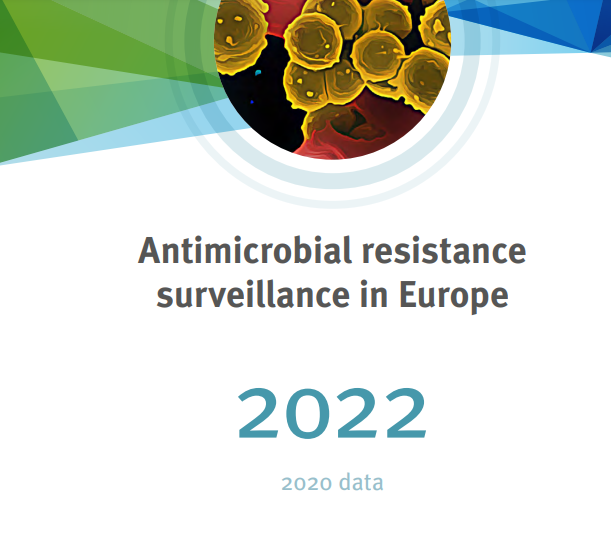 Antimicrobial resistance
surveillance in Europe
2022
2020 data